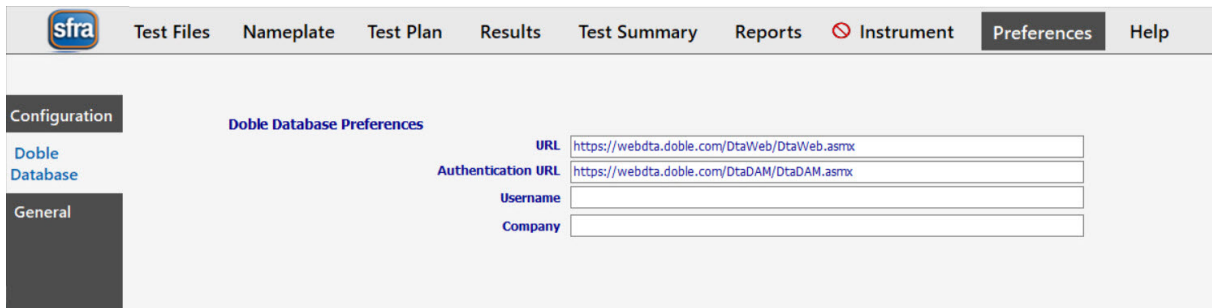 sfra Test Files Nameplate Test Plan Results Test Summary Reports Instrument Preferences Help
Configuration
Doble
Database
General
Doble Database Preferences
URL https://webdta.doble.com/DtaWeb/DtaWeb.asmx
Authentication URL https://webdta.doble.com/DtaDAM/DtaDAM.asmx
Username
Company